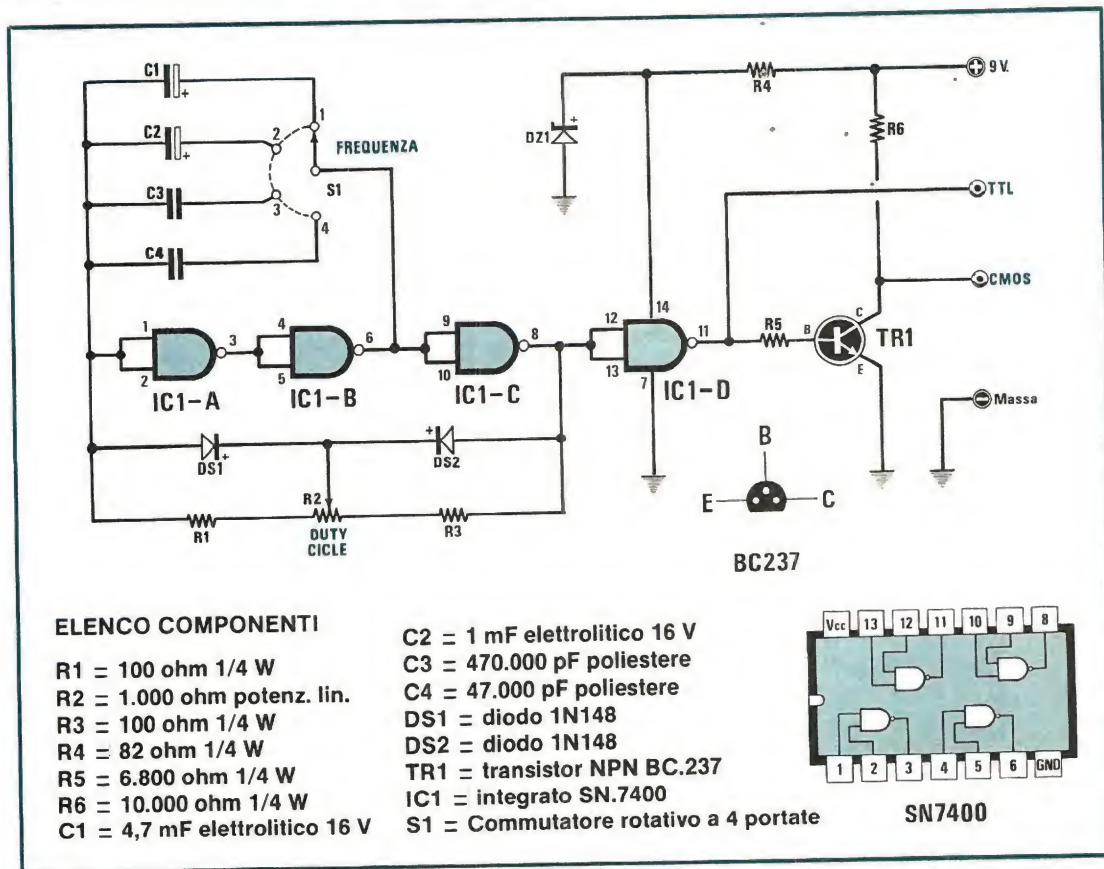 C1
+
C2
+
C3
C4
1
2
3
4
FREQUENZA
S1
DZ1
+
R4
9 V.
R6
TTL
CMOS
R5
B
C
E
TR1
Massa
1
2
3
IC1-A
4
5
6
IC1-B
9
10
8
IC1-C
12
13
14
7
11
IC1-D
DS1
+
+
DS2
R1
R2
DUTY
CICLE
R3
B
E
C
BC237
ELENCO COMPONENTI
R1 = 100 ohm 1/4 W
R2 = 1.000 ohm potenz. lin.
R3 = 100 ohm 1/4 W
R4 = 82 ohm 1/4 W
R5 = 6.800 ohm 1/4 W
R6 = 10.000 ohm 1/4 W
C1 = 4,7 mF elettrolitico 16 V
C2 = 1 mF elettrolitico 16 V
C3 = 470.000 pF poliestere
C4 = 47.000 pF poliestere
DS1 = diodo 1N148
DS2 = diodo 1N148
TR1 = transistor NPN BC.237
IC1 = integrato SN.7400
S1 = Commutatore rotativo a 4 portate
Vcc 13 12 11 10 9 8
1 2 3 4 5 6 GND
SN7400